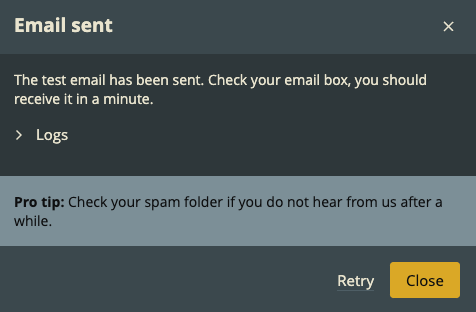 Email sent
×
The test email has been sent. Check your email box, you should
receive it in a minute.
Logs
Pro tip: Check your spam folder if you do not hear from us after a
while.
Retry
Close